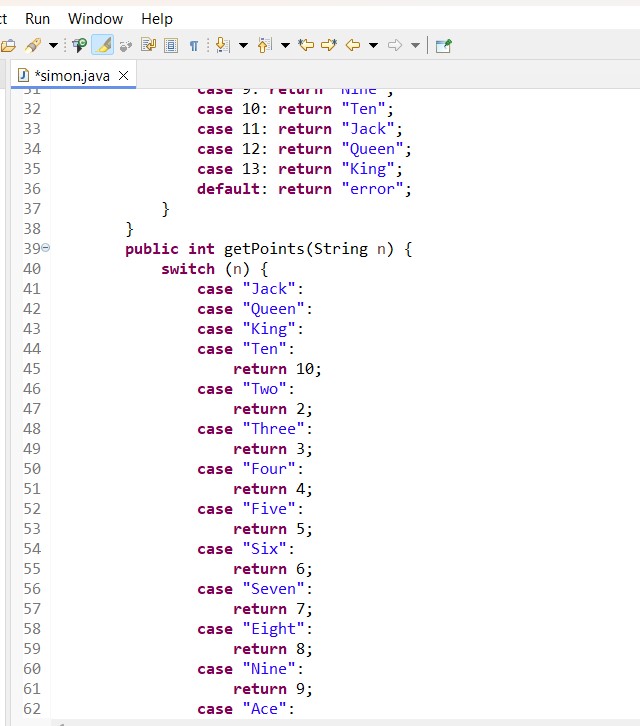 ct Run Window Help
*simon.java
31 case 9: return "Nine";
32 case 10: return "Ten";
33 case 11: return "Jack";
34 case 12: return "Queen";
35 case 13: return "King";
36 default: return "error";
37 }
38 }
39 public int getPoints(String n) {
40 switch (n) {
41 case "Jack":
42 case "Queen":
43 case "King":
44 case "Ten":
45 return 10;
46 case "Two":
47 return 2;
48 case "Three":
49 return 3;
50 case "Four":
51 return 4;
52 case "Five":
53 return 5;
54 case "Six":
55 return 6;
56 case "Seven":
57 return 7;
58 case "Eight":
59 return 8;
60 case "Nine":
61 return 9;
62 case "Ace":